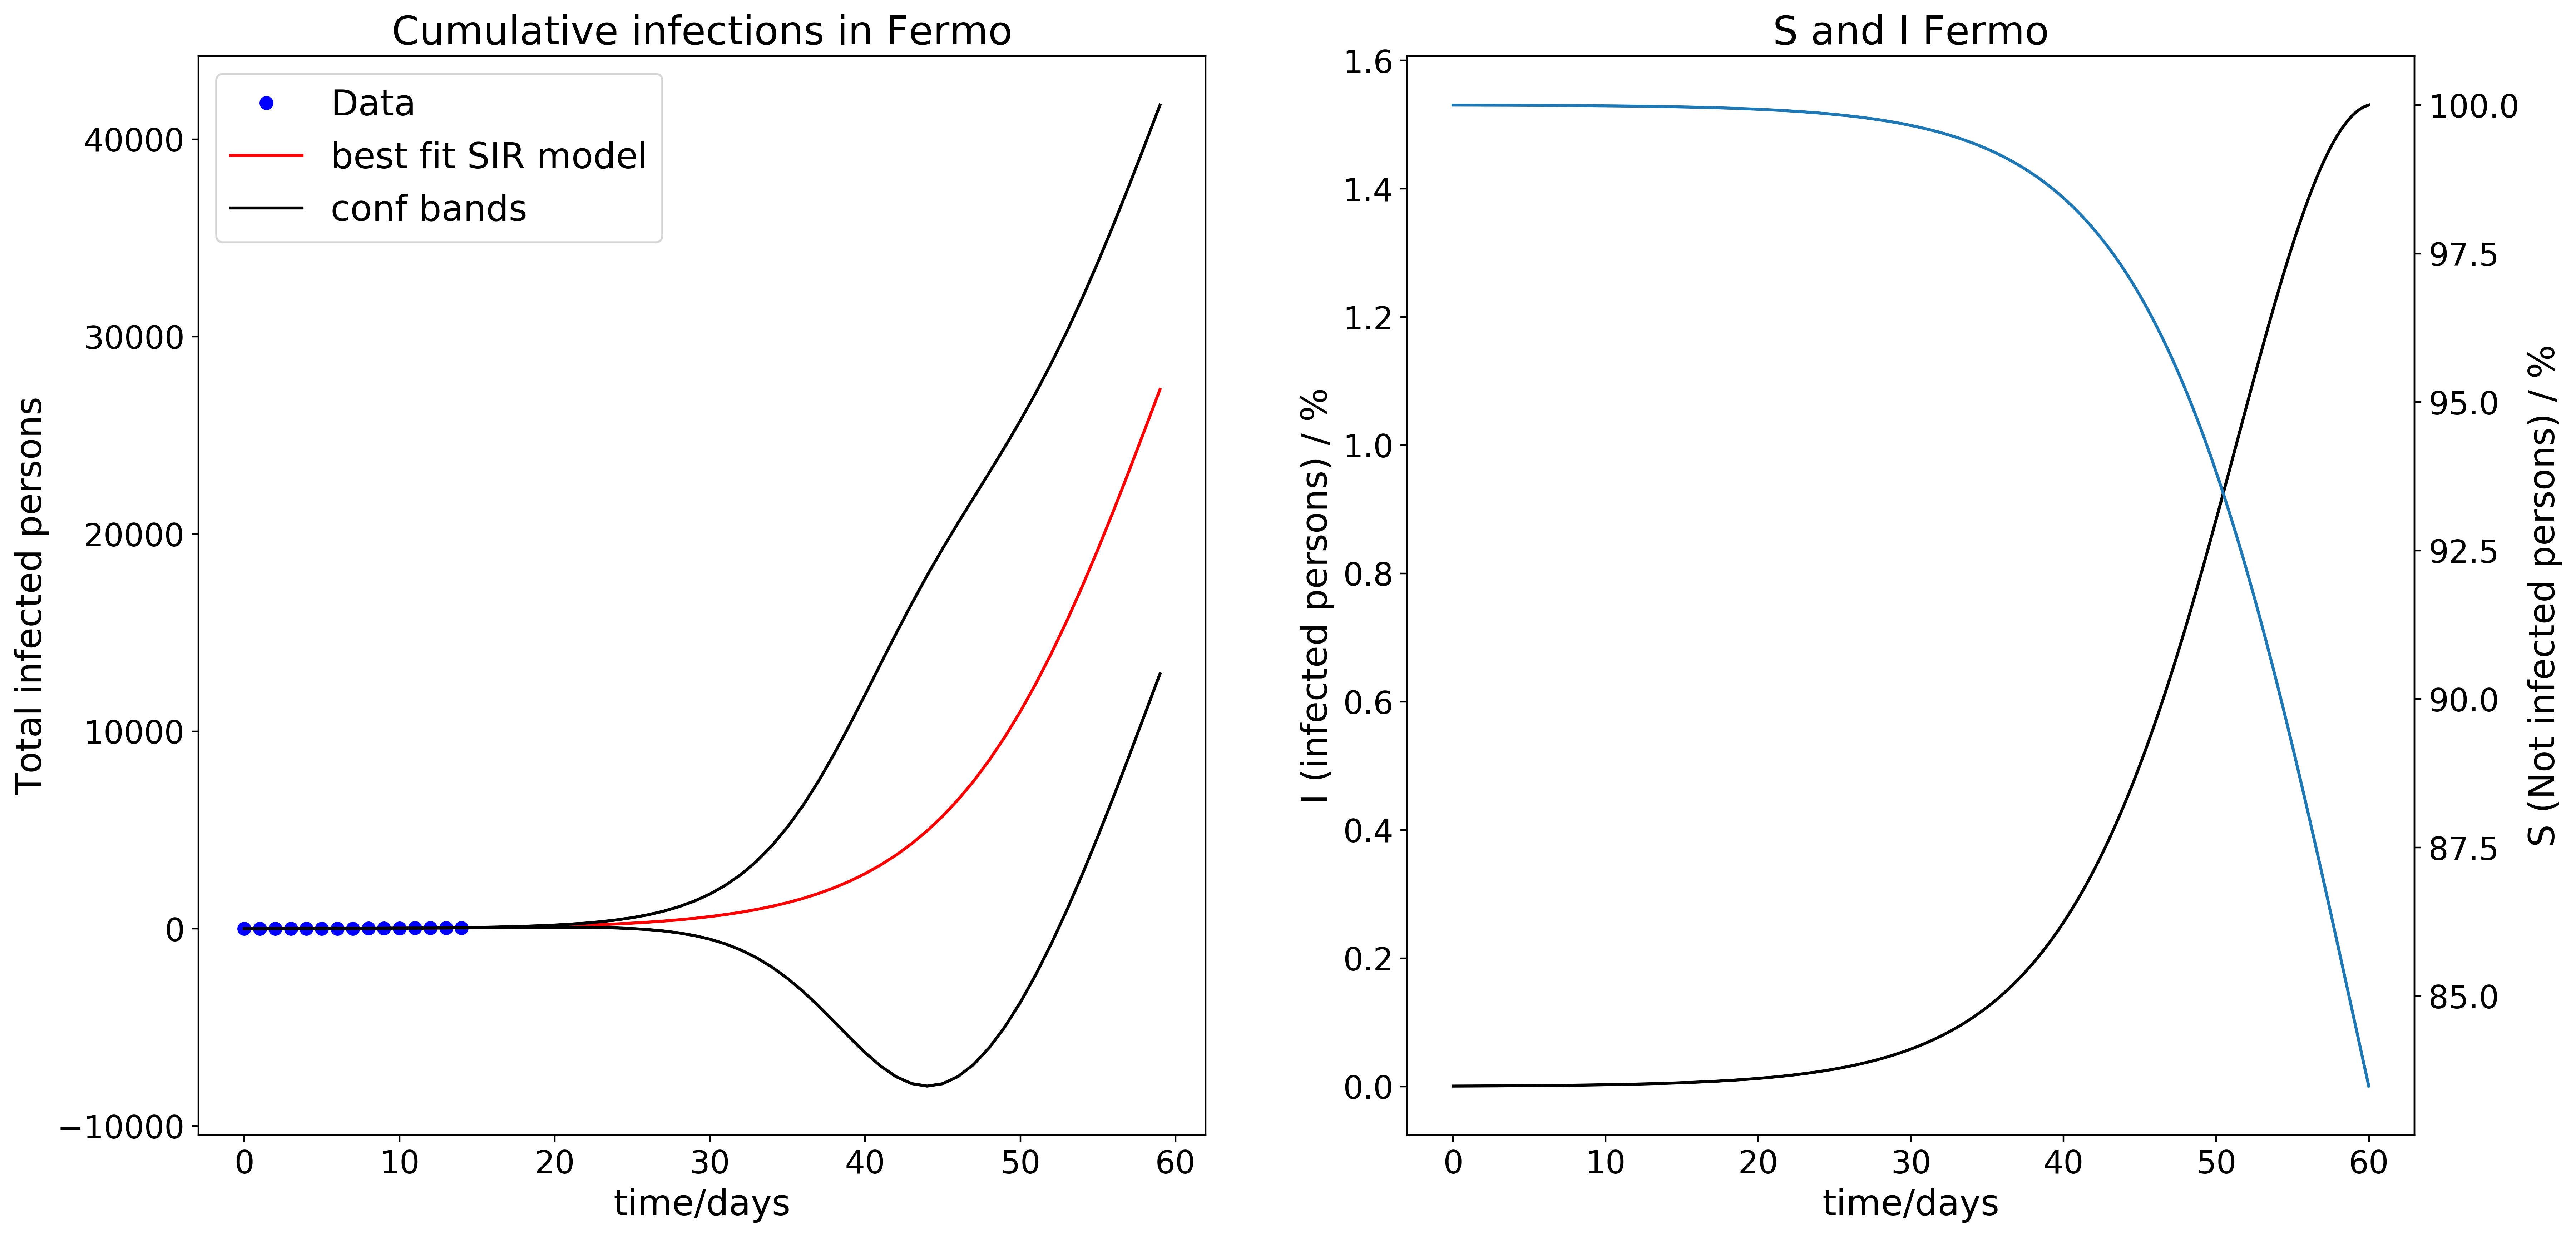 Cumulative infections in Fermo
Data
best fit SIR model
conf bands
Total infected persons
40000
30000
20000
10000
0
−10000
0 10 20 30 40 50 60
time/days
S and I Fermo
I (infected persons) / %
1.6
1.4
1.2
1.0
0.8
0.6
0.4
0.2
0.0
0 10 20 30 40 50 60
time/days
100.0
97.5
95.0
92.5
90.0
87.5
85.0
S (Not infected persons) / %